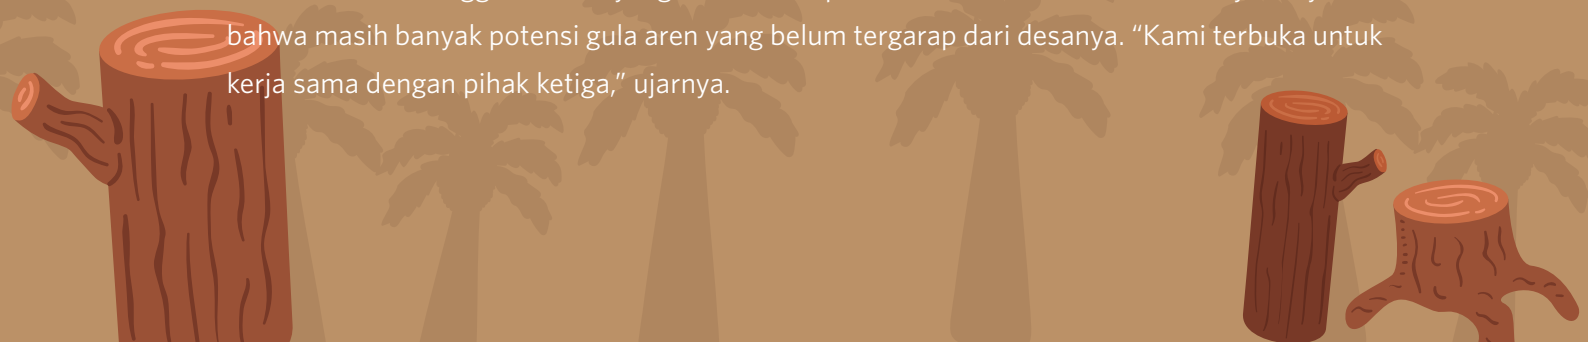 bahwa masih banyak potensi gula aren yang belum tergarap dari desanya. “Kami terbuka untuk
kerja sama dengan pihak ketiga,” ujarnya.